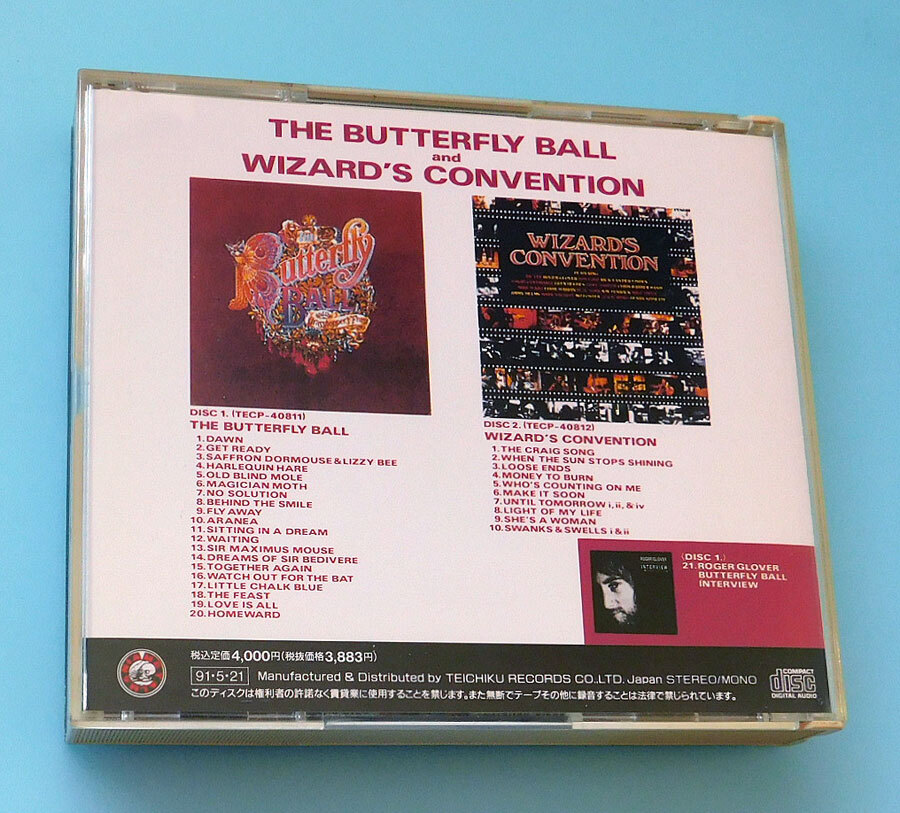 THE BUTTERFLY BALL
and
WIZARD'S CONVENTION
The
Butterfly
BALL
WIZARD'S
CONVENTION
DISC 1. (TECP-40811)
THE BUTTERFLY BALL
1. DAWN
2. GET READY
3. SAFFRON DORMOUSE & LIZZY BEE
4. HARLEQUIN HARE
5. OLD BLIND MOLE
6. MAGICIAN MOTH
7. NO SOLUTION
8. BEHIND THE SMILE
9. FLY AWAY
10. ARANEA
11. SITTING IN A DREAM
12. WAITING
13. SIR MAXIMUS MOUSE
14. DREAMS OF SIR BEDIVERE
15. TOGETHER AGAIN
16. WATCH OUT FOR THE BAT
17. LITTLE CHALK BLUE
18. THE FEAST
19. LOVE IS ALL
20. HOMEWARD
DISC 2. (TECP-40812)
WIZARD'S CONVENTION
1. THE CRAIG SONG
2. WHEN THE SUN STOPS SHINING
3. LOOSE ENDS
4. MONEY TO BURN
5. WHO'S COUNTING ON ME
6. MAKE IT SOON
7. UNTIL TOMORROW i, ii, & iv
8. LIGHT OF MY LIFE
9. SHE'S A WOMAN
10. SWANKS & SWELLS i & ii
ROGER GLOVER
INTERVIEW
(DISC 1.)
21. ROGER GLOVER
BUTTERFLY BALL
INTERVIEW
税込定価4,000円(税抜価格3,883円)
91・5・21 Manufactured & Distributed by TEICHIKU RECORDS CO.,LTD. Japan STEREO/MONO
このディスクは権利者の許諾なく賃貸業に使用することを禁じます。また無断でテープその他に録音することは法律で禁じられています。
COMPACT
disc
DIGITAL AUDIO